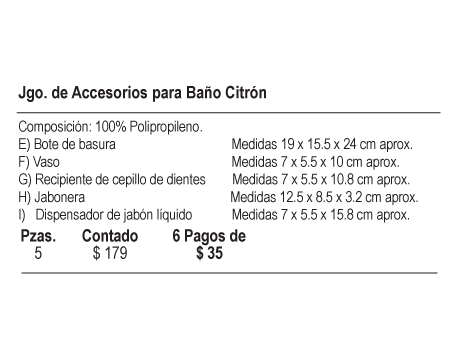 Jgo. de Accesorios para Baño Citrón
Composición: 100% Polipropileno.
E) Bote de basura Medidas 19 x 15.5 x 24 cm aprox.
F) Vaso Medidas 7 x 5.5 x 10 cm aprox.
G) Recipiente de cepillo de dientes Medidas 7 x 5.5 x 10.8 cm aprox.
H) Jabonera Medidas 12.5 x 8.5 x 3.2 cm aprox.
I) Dispensador de jabón líquido Medidas 7 x 5.5 x 15.8 cm aprox.
Pzas. Contado 6 Pagos de
5 $ 179 $ 35